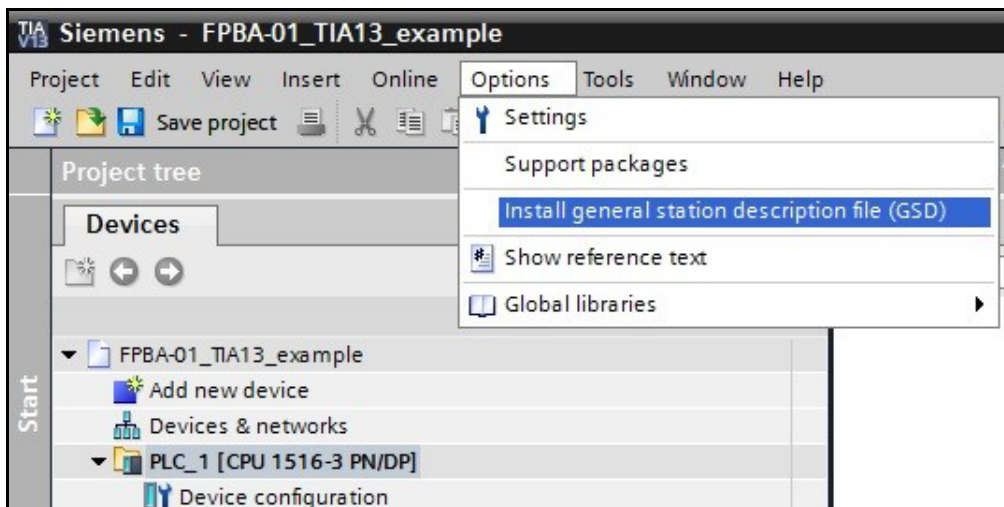 TIA V13 Siemens - FPBA-01_TIA13_example
Project Edit View Insert Online Options Tools Window Help
Save project
Settings
Support packages
Install general station description file (GSD)
Show reference text
Global libraries
Project tree
Devices
FPBA-01_TIA13_example
Add new device
Devices & networks
PLC_1 [CPU 1516-3 PN/DP]
Device configuration
Start